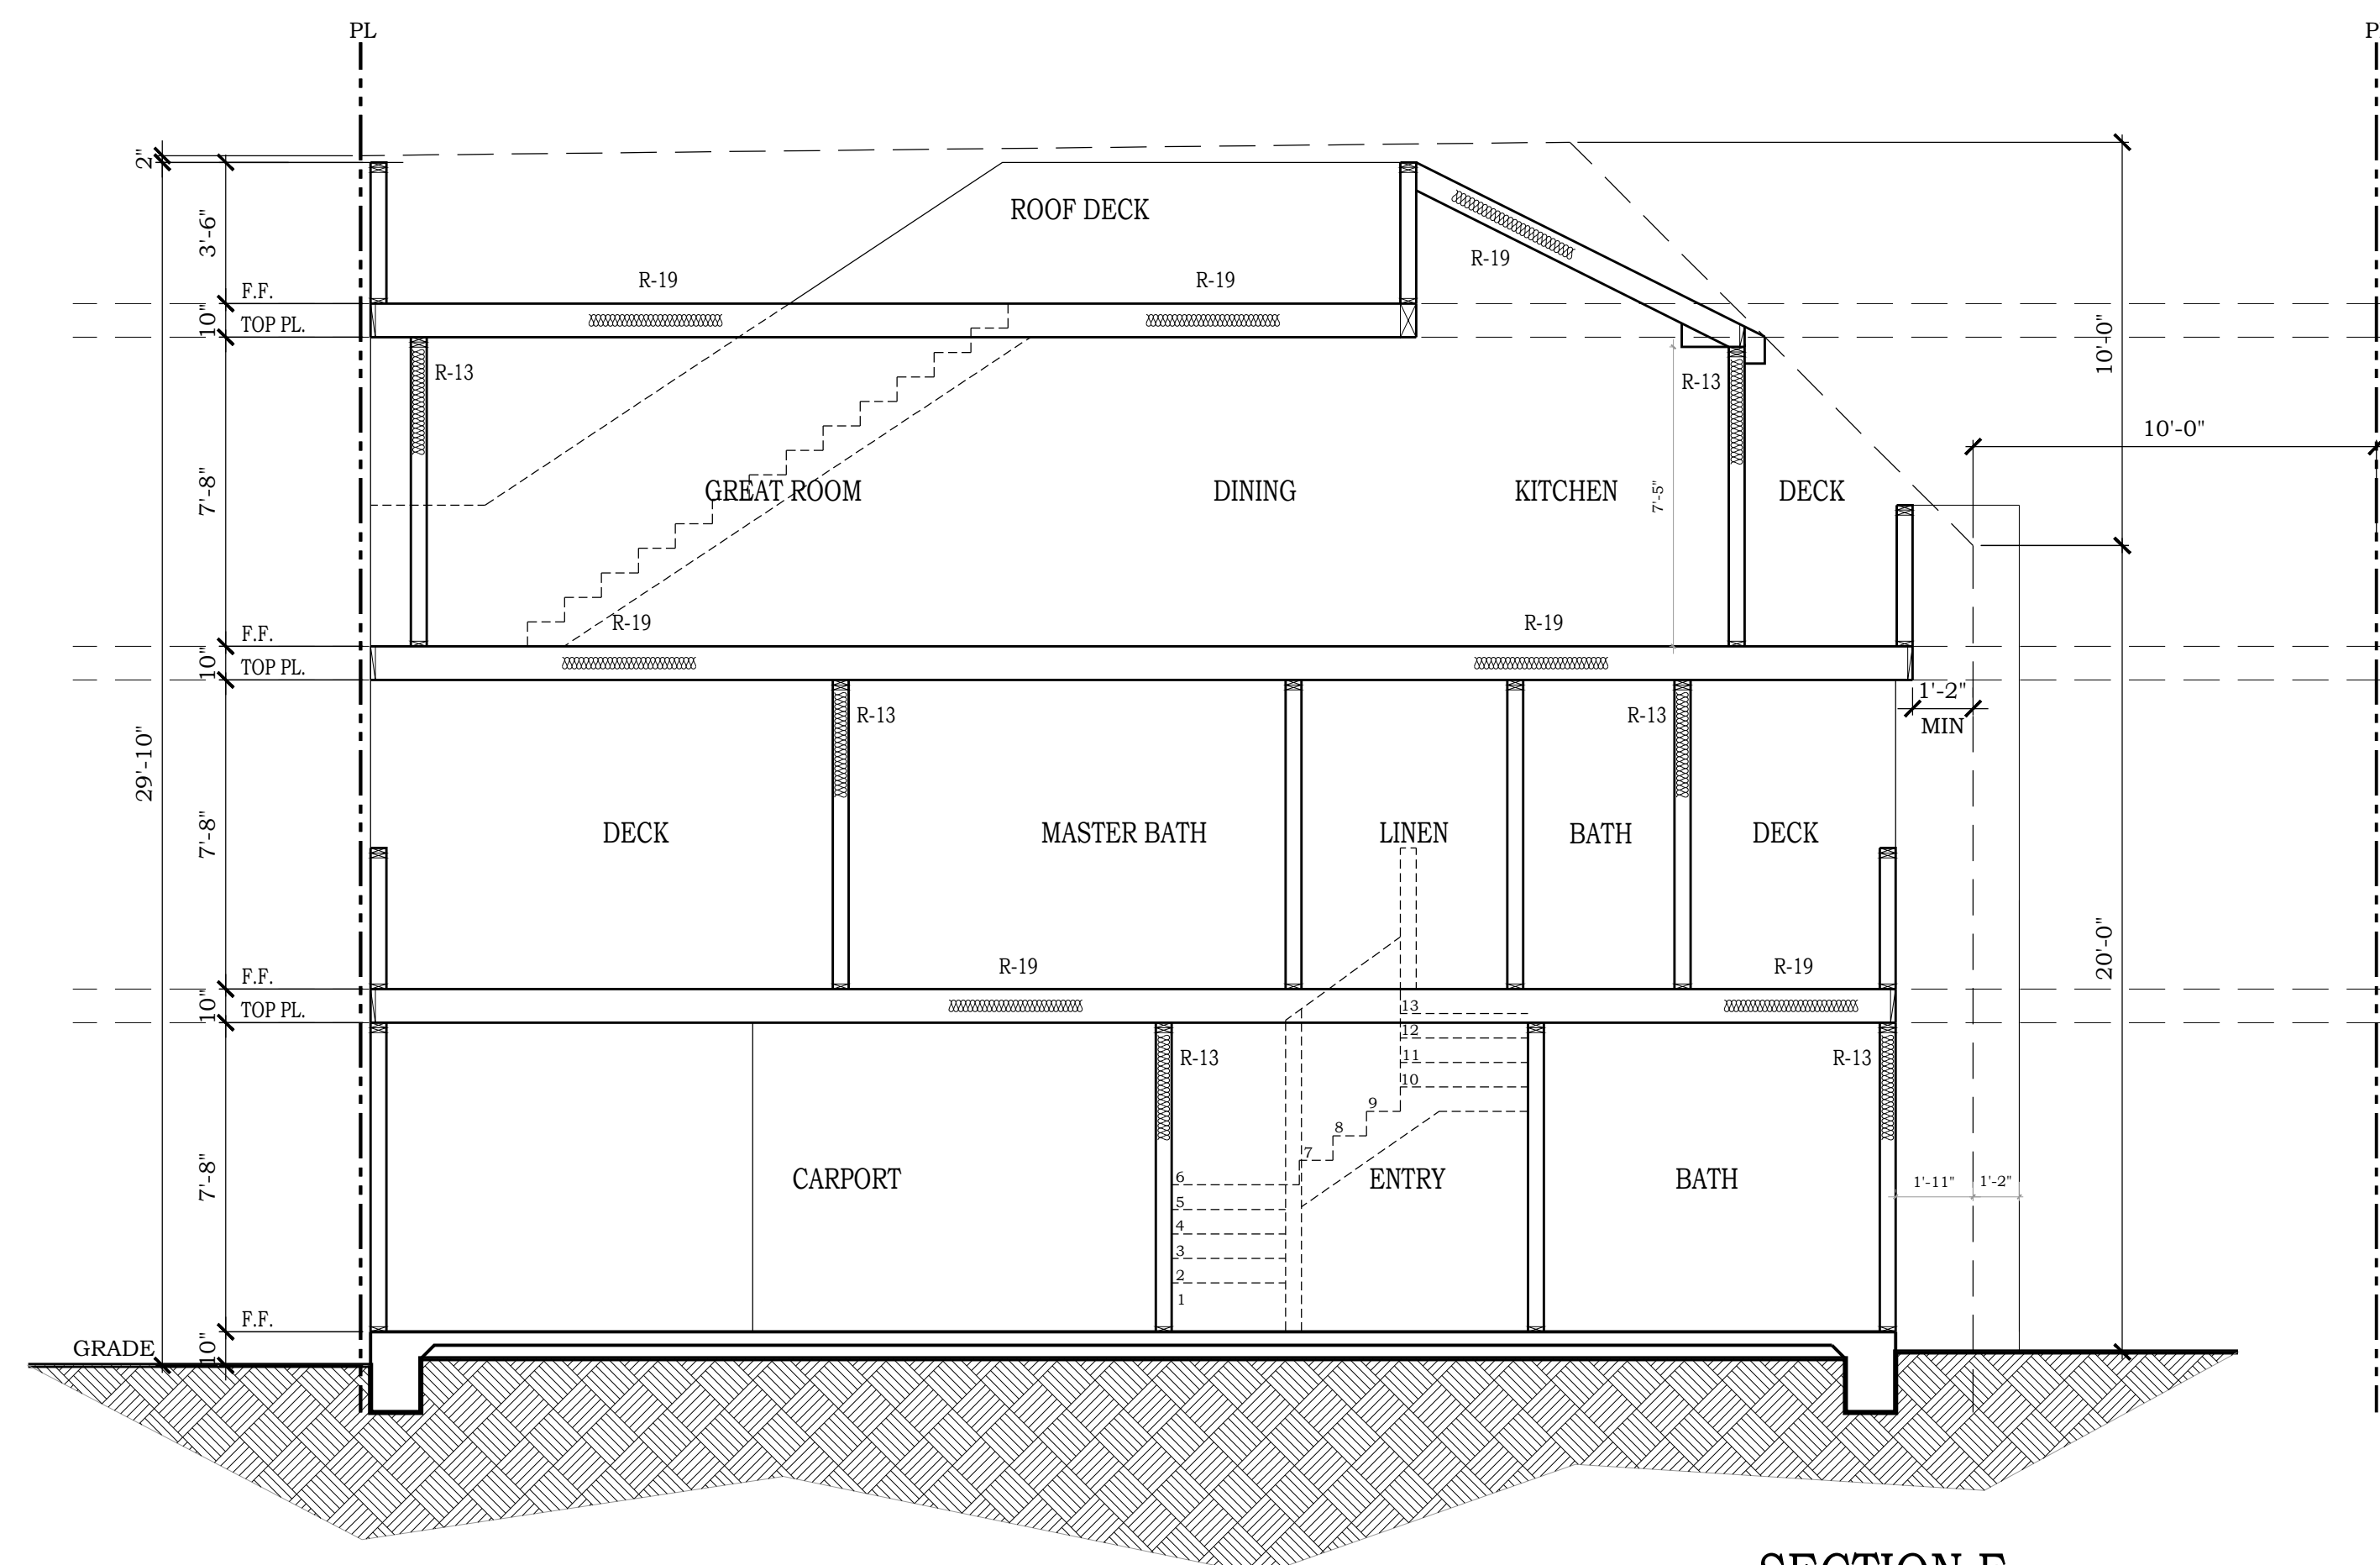 PL
P
2"
ROOF DECK
3'-6"
R-19
R-19
R-19
F.F.
10"
TOP PL.
10'-0"
R-13
R-13
10'-0"
7'-8"
GREAT ROOM
DINING
KITCHEN
7'-5"
DECK
R-19
R-19
F.F.
10"
TOP PL.
1'-2"
MIN
R-13
R-13
29'-10"
7'-8"
DECK
MASTER BATH
LINEN
BATH
DECK
20'-0"
R-19
R-19
F.F.
10"
TOP PL.
13
12
11
10
9
8
7
6
5
4
3
2
1
R-13
R-13
7'-8"
CARPORT
ENTRY
BATH
1'-11"
1'-2"
F.F.
10"
GRADE
SECTION E